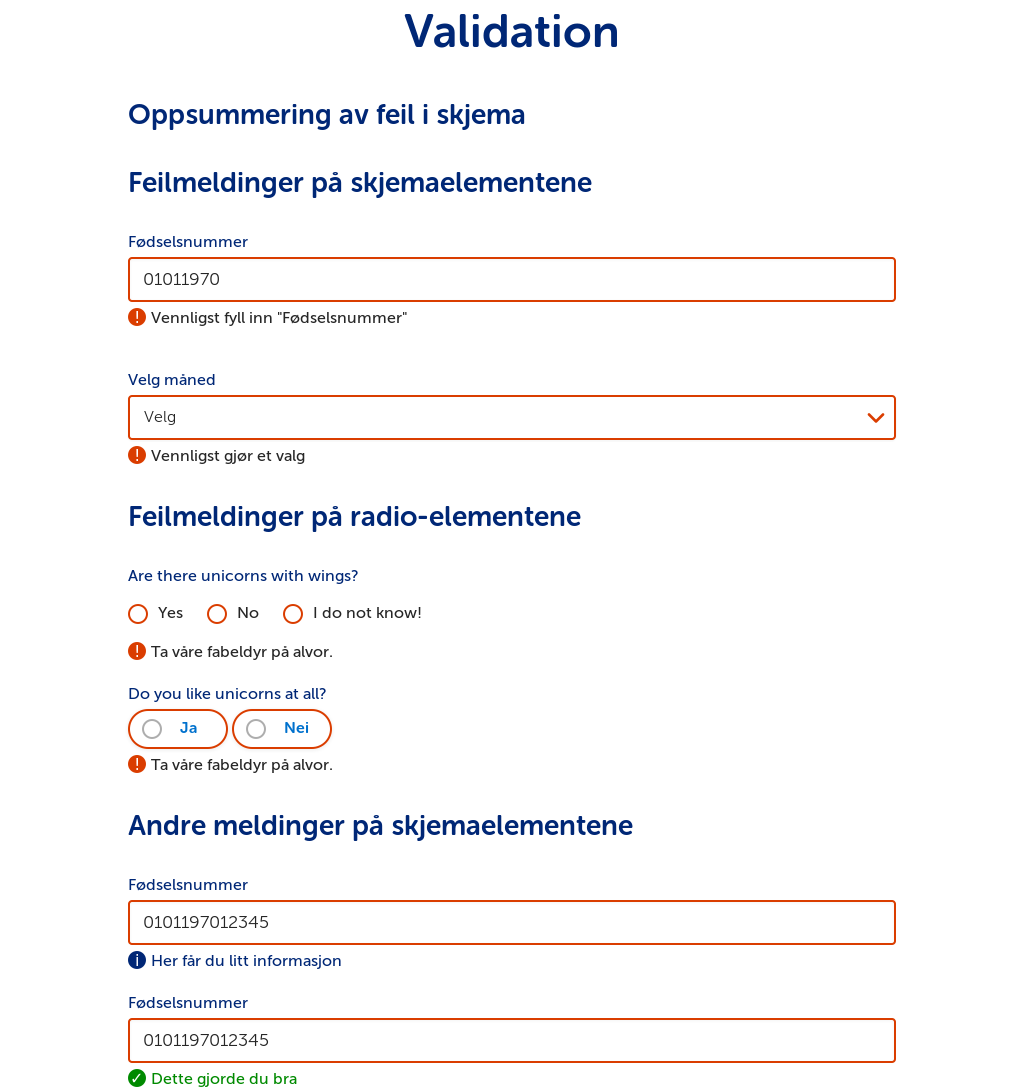 Validation
Oppsummering av feil i skjema
Feilmeldinger på skjemaelementene
Fødselsnummer
01011970
Vennligst fyll inn "Fødselsnummer"
Velg måned
Velg
Vennligst gjør et valg
Feilmeldinger på radio-elementene
Are there unicorns with wings?
Yes No I do not know!
Ta våre fabeldyr på alvor.
Do you like unicorns at all?
Ja Nei
Ta våre fabeldyr på alvor.
Andre meldinger på skjemaelementene
Fødselsnummer
0101197012345
Her får du litt informasjon
Fødselsnummer
0101197012345
Dette gjorde du bra